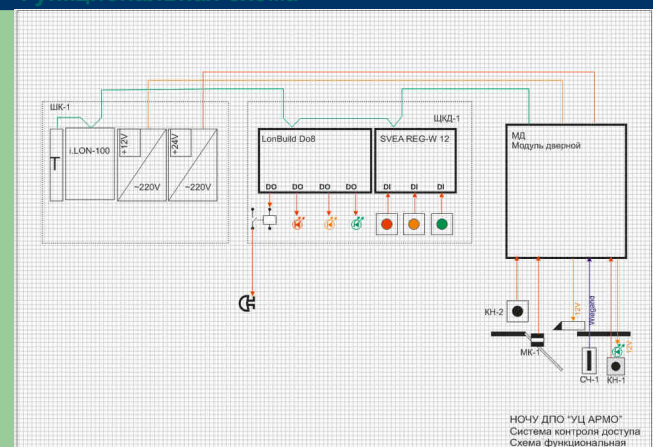 ШК-1
ЩКД-1
T
i.LON-100
+12V
~220V
+24V
~220V
LonBuild Do8
SVEA REG-W 12
DO
DO
DO
DO
DI
DI
DI
МД
Модуль дверной
КН-2
МК-1
12V
Wiegand
12V
СЧ-1
КН-1
НОЧУ ДПО "УЦ АРМО"
Система контроля доступа
Схема функциональная